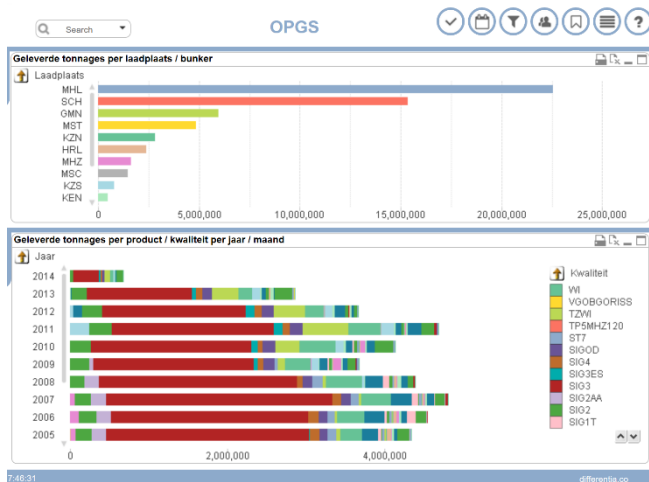 Search
OPGS
?
Geleverde tonnages per laadplaats / bunker
Laadplaats
MHL
SCH
GMN
MST
KZN
HRL
MHZ
MSC
KZS
KEN
0 5,000,000 10,000,000 15,000,000 20,000,000 25,000,000
Geleverde tonnages per product / kwaliteit per jaar / maand
Jaar
2014
2013
2012
2011
2010
2009
2008
2007
2006
2005
0 2,000,000 4,000,000
Kwaliteit
WI
VGOBGORISS
TZWI
TP5MHZ120
ST7
SIGOD
SIG4
SIG3ES
SIG3
SIG2AA
SIG2
SIG1T
7:46:31
differentia.co